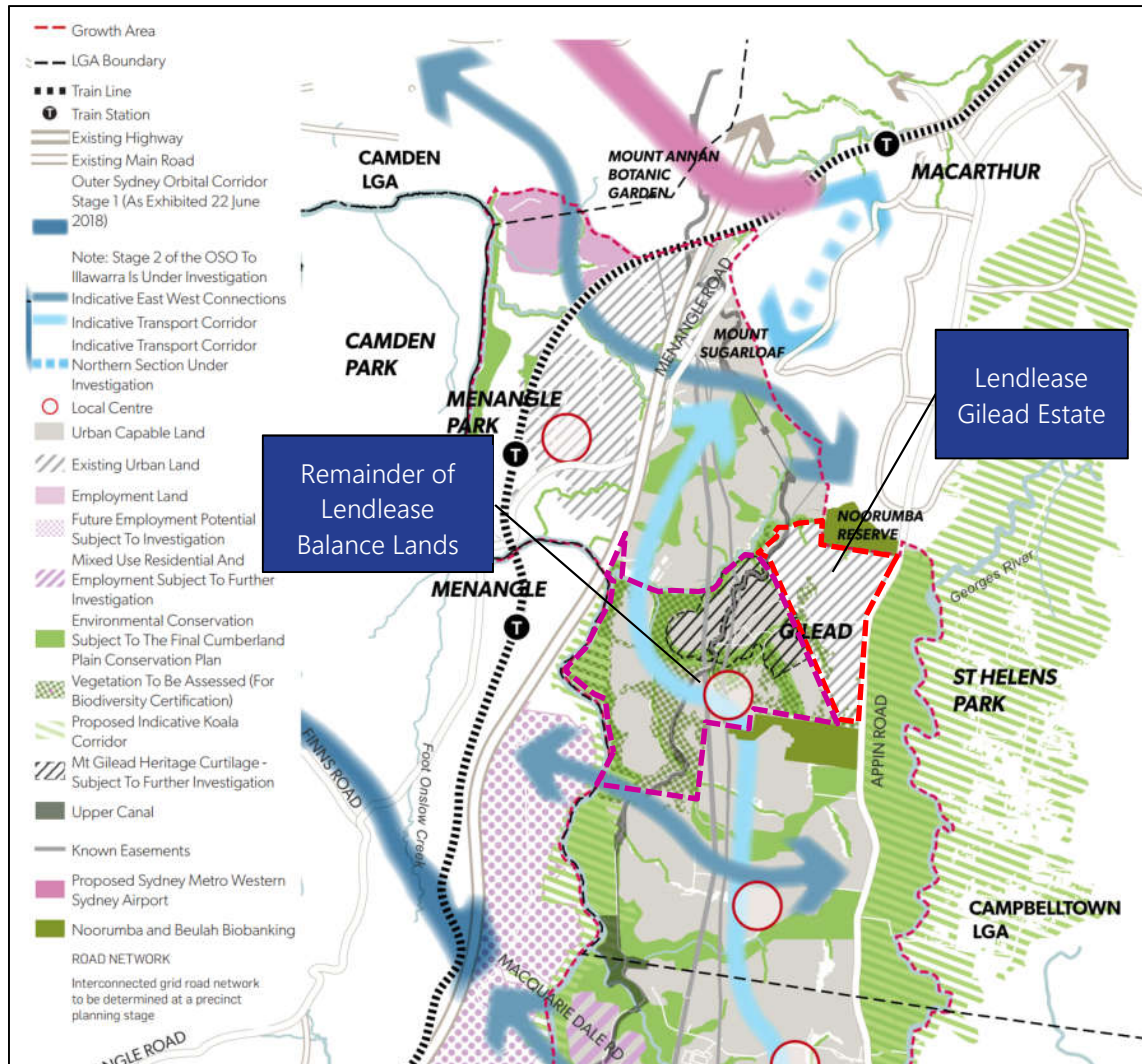 Growth Area
LGA Boundary
Train Line
T
Train Station
Existing Highway
Existing Main Road
Outer Sydney Orbital Corridor
Stage 1 (As Exhibited 22 June
2018)
Note: Stage 2 of the OSO To
Illawarra Is Under Investigation
Indicative East West Connections
Indicative Transport Corridor
Indicative Transport Corridor
Northern Section Under
Investigation
Local Centre
Urban Capable Land
Existing Urban Land
Employment Land
Future Employment Potential
Subject To Investigation
Mixed Use Residential And
Employment Subject To Further
Investigation
Environmental Conservation
Subject To The Final Cumberland
Plain Conservation Plan
Vegetation To Be Assessed (For
Biodiversity Certification)
Proposed Indicative Koala
Corridor
Mt Gilead Heritage Curtilage -
Subject To Further Investigation
Upper Canal
Known Easements
Proposed Sydney Metro Western
Sydney Airport
Noorumba and Beulah Biobanking
ROAD NETWORK
Interconnected grid road network
to be determined at a precinct
planning stage
CAMDEN
LGA
MOUNT ANNAN
BOTANIC
GARDEN
T
MACARTHUR
CAMDEN
PARK
MENANGLE ROAD
MOUNT
SUGARLOAF
MENANGLE
PARK
T
Lendlease
Gilead Estate
Remainder of
Lendlease
Balance Lands
NOORUMBA
RESERVE
Georges River
MENANGLE
T
GILEAD
ST HELENS
PARK
APPIN ROAD
FINNS ROAD
Foot Onslow Creek
CAMPBELLTOWN
LGA
MACQUARIE DALE RD
NGLE ROAD